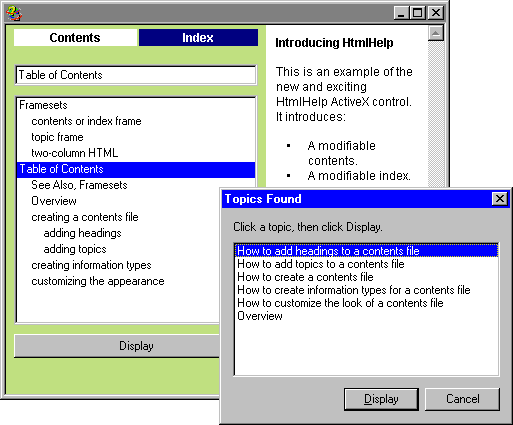 Contents
Index
Table of Contents
Framesets
contents or index frame
topic frame
two-column HTML
Table of Contents
See Also, Framesets
Overview
creating a contents file
adding headings
adding topics
creating information types
customizing the appearance
Display
Introducing HtmlHelp
This is an example of the
new and exciting
HtmlHelp ActiveX control.
It introduces:
• A modifiable
contents.
• A modifiable index.
Topics Found
Click a topic, then click Display.
How to add headings to a contents file
How to add topics to a contents file
How to create a contents file
How to create information types for a contents file
How to customize the look of a contents file
Overview
Display
Cancel